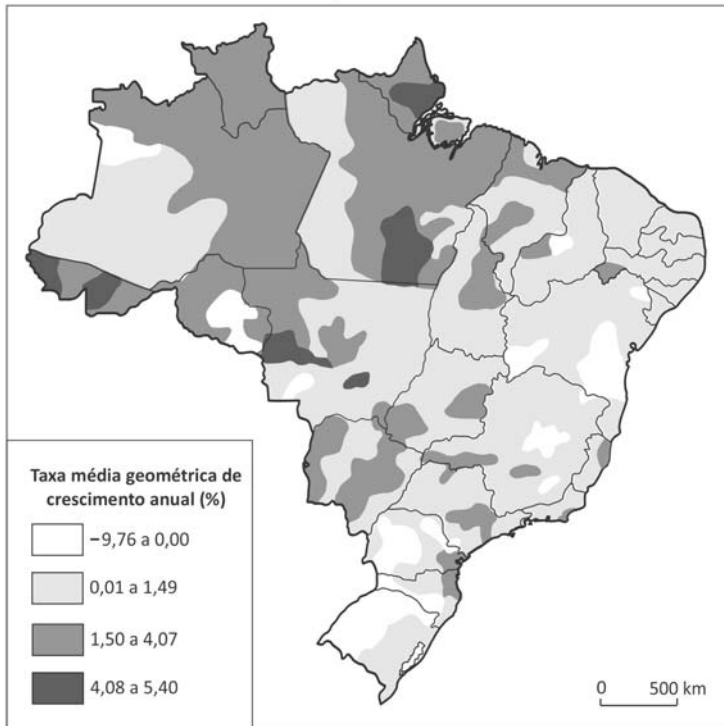 Taxa média geométrica de
crescimento anual (%)
−9,76 a 0,00
0,01 a 1,49
1,50 a 4,07
4,08 a 5,40
0 500 km